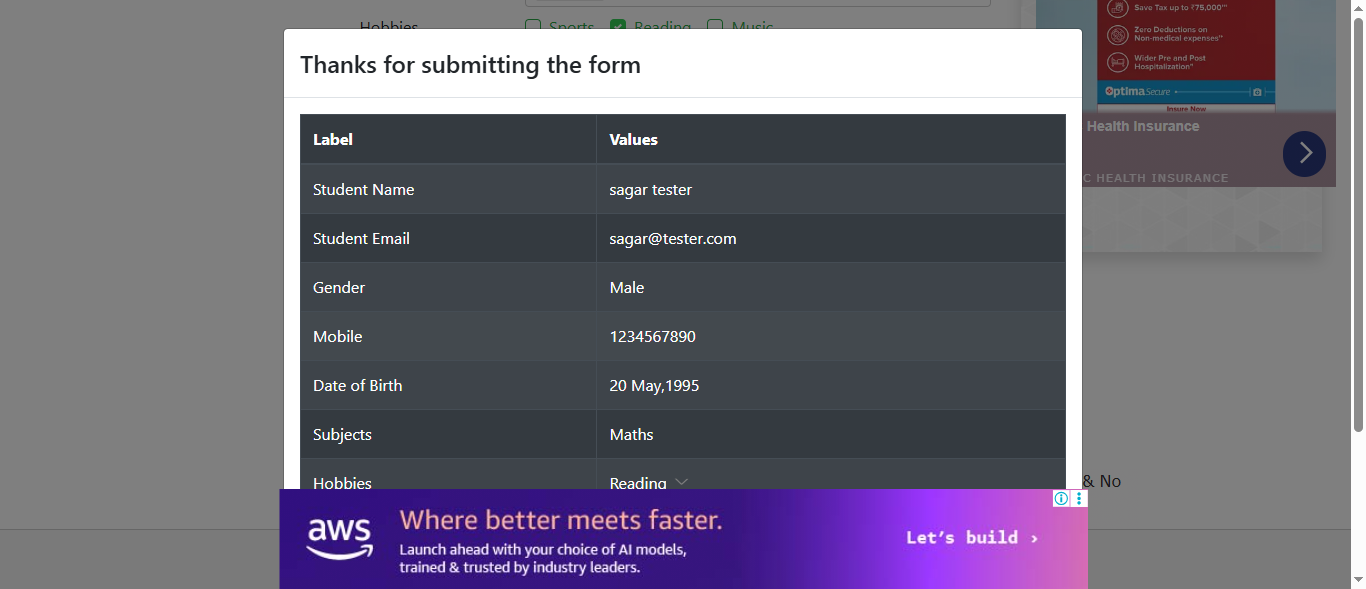 Hobbies
Sports Reading Music
Thanks for submitting the form
Label Values
Student Name sagar tester
Student Email sagar@tester.com
Gender Male
Mobile 1234567890
Date of Birth 20 May,1995
Subjects Maths
Hobbies Reading
Save Tax up to ₹75,000
Zero Deductions on
Non-medical expenses
Wider Pre and Post
Hospitalization
Optima Secure
Insure Now
Health Insurance
C HEALTH INSURANCE
& No
aws
Where better meets faster.
Launch ahead with your choice of AI models,
trained & trusted by industry leaders.
Let's build ›